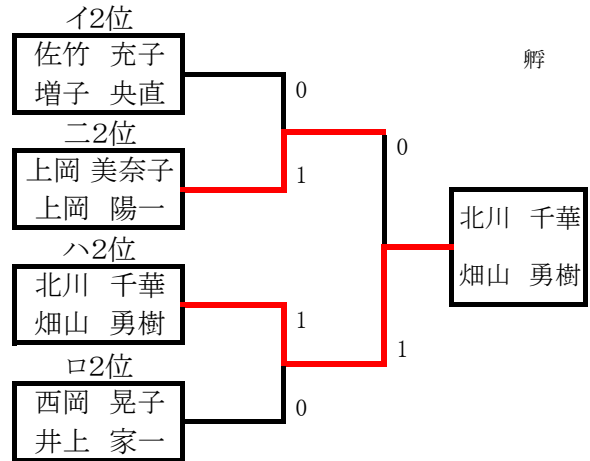 イ2位
佐竹 充子
増子 央直
孵
0
ニ2位
上岡 美奈子
上岡 陽一
1
0
北川 千華
畑山 勇樹
ハ2位
北川 千華
畑山 勇樹
1
1
ロ2位
西岡 晃子
井上 家一
0